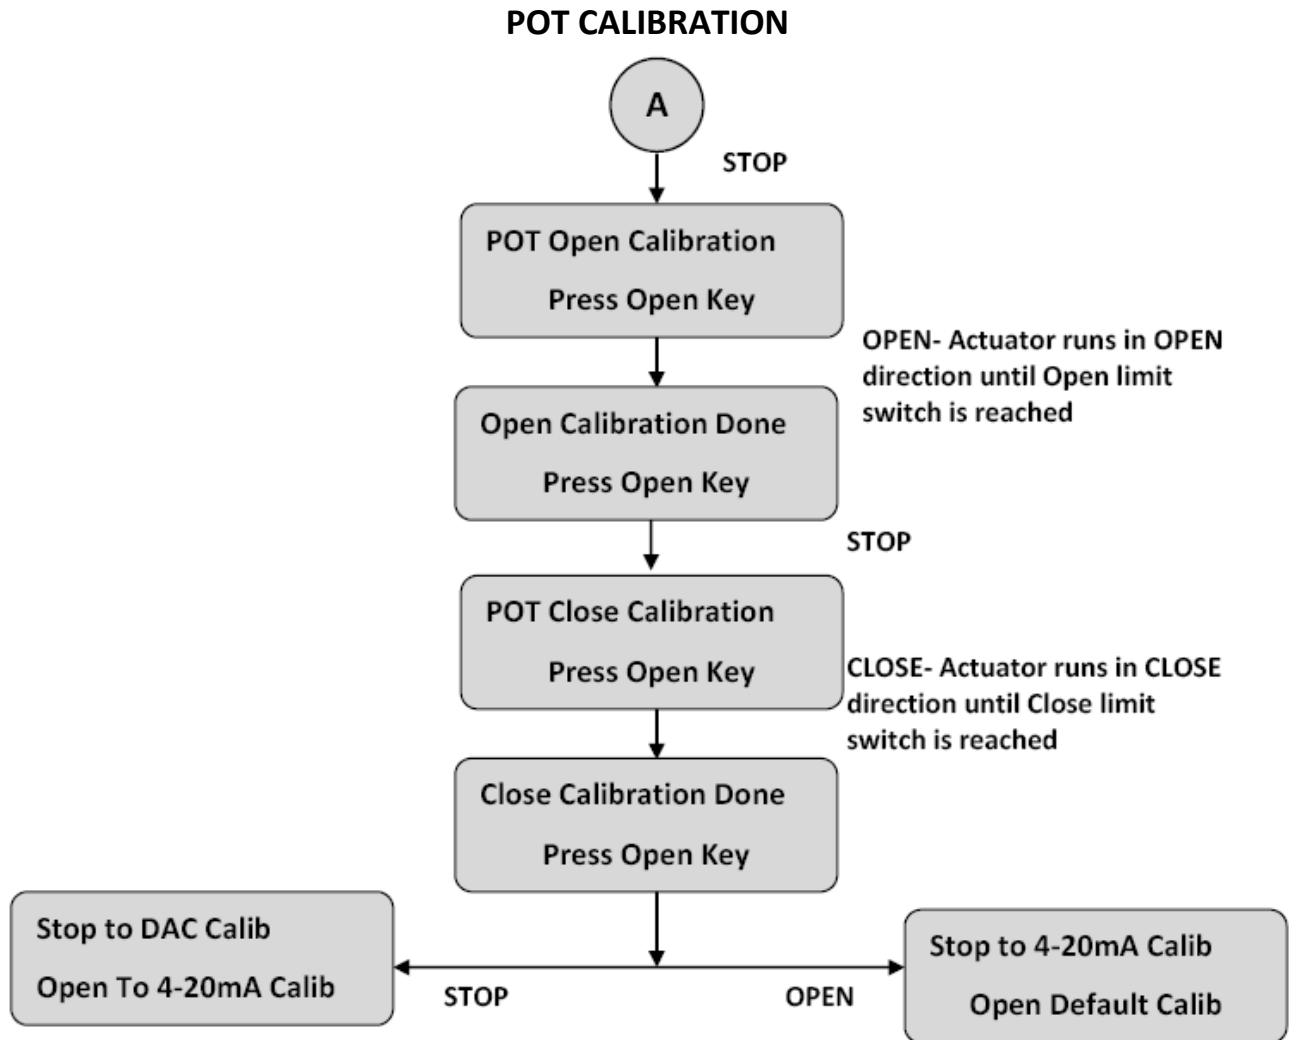 POT CALIBRATION
A
STOP
POT Open Calibration
Press Open Key
OPEN- Actuator runs in OPEN
direction until Open limit
switch is reached
Open Calibration Done
Press Open Key
STOP
POT Close Calibration
Press Open Key
CLOSE- Actuator runs in CLOSE
direction until Close limit
switch is reached
Close Calibration Done
Press Open Key
Stop to DAC Calib
Open To 4-20mA Calib
STOP
OPEN
Stop to 4-20mA Calib
Open Default Calib